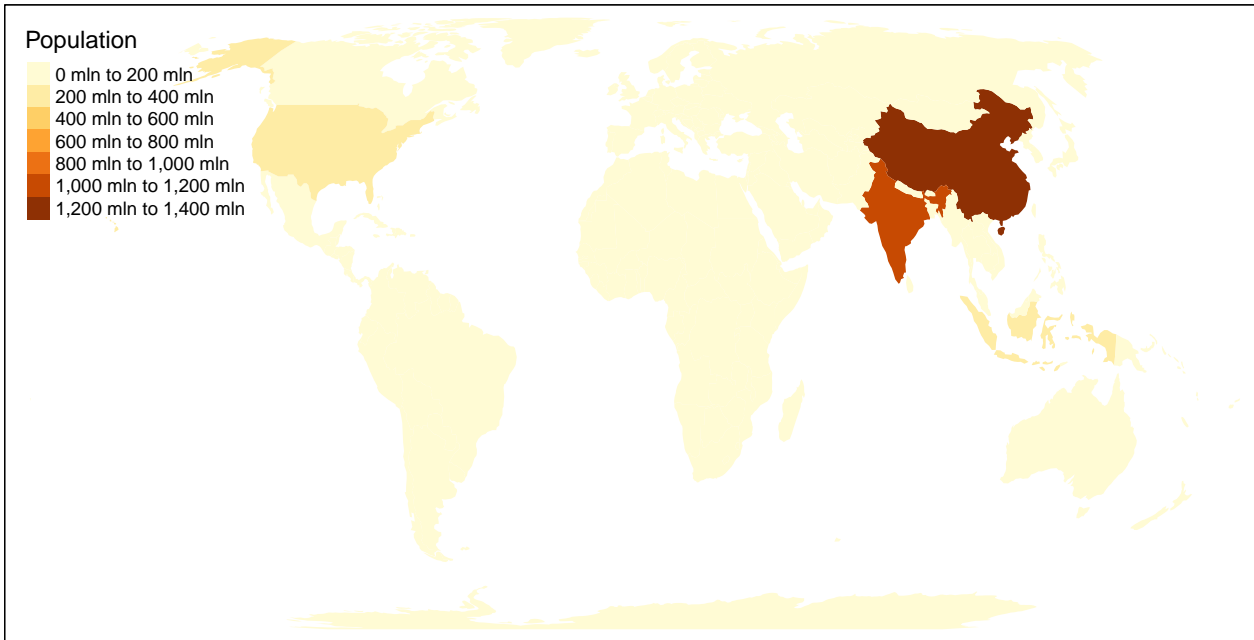 Population
0 mln to 200 mln
200 mln to 400 mln
400 mln to 600 mln
600 mln to 800 mln
800 mln to 1,000 mln
1,000 mln to 1,200 mln
1,200 mln to 1,400 mln